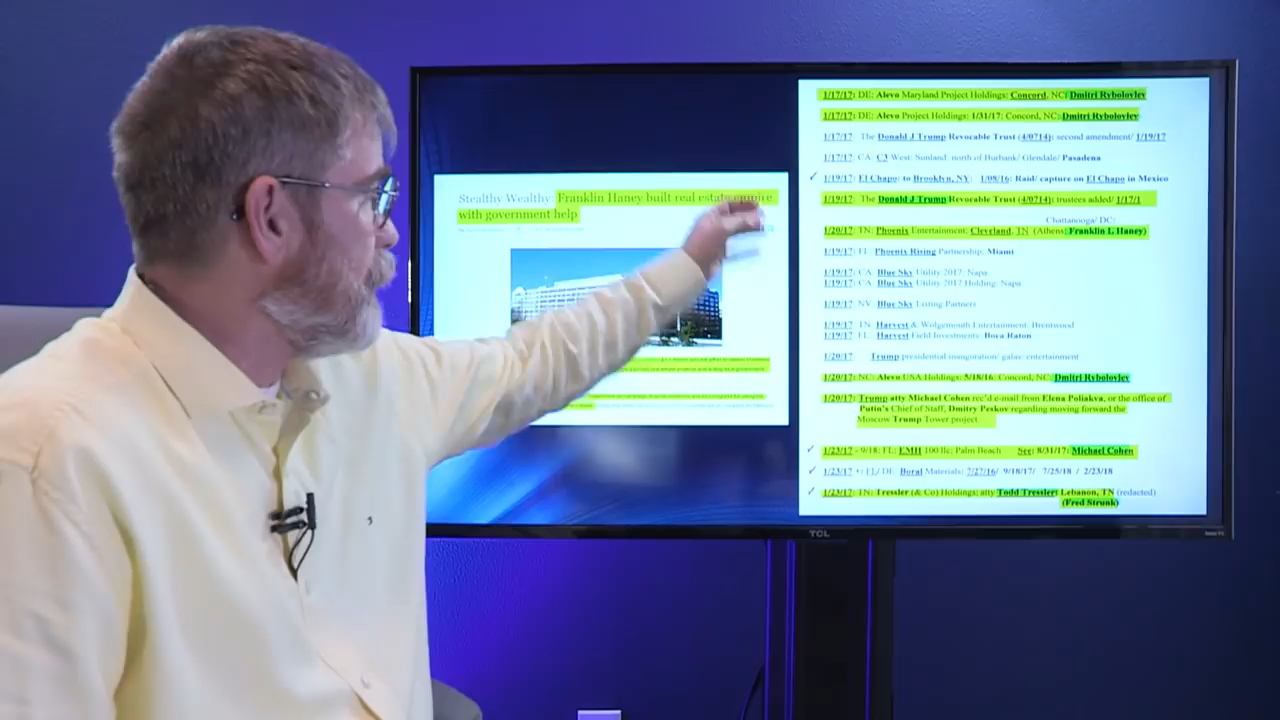 Stealthy Wealthy: Franklin Haney built real estate empire
with government help
1/17/17: DE: Alevo Maryland Project Holdings: Concord, NC: Dmitri Rybolovlev
1/17/17: DE: Alevo Project Holdings: 1/31/17: Concord, NC: Dmitri Rybolovlev
1/17/17 The Donald J Trump Revocable Trust (4/0714): second amendment/ 1/19/17
1/17/17: CA C3 West: Sunland: north of Burbank/ Glendale/ Pasadena
1/19/17: El Chapo: to Brooklyn, NY: 1/08/16: Raid/ capture on El Chapo in Mexico
1/19/17: The Donald J Trump Revocable Trust (4/0714): trustees added/ 1/17/1
Chattanooga/ DC:
1/20/17: TN: Phoenix Entertainment: Cleveland, TN (Athens: Franklin L Haney)
1/19/17: FL: Phoenix Rising Partnership: Miami
1/19/17: CA Blue Sky Utility 2017: Napa
1/19/17: CA Blue Sky Utility 2017 Holding: Napa
1/19/17: NV Blue Sky Listing Partners
1/19/17 TN: Harvest & Wolgemouth Entertainment: Brentwood
1/19/17 FL: Harvest Field Investments: Boca Raton
1/20/17 Trump presidential inauguration/ galas/ entertainment
1/20/17: NC: Alevo USA Holdings: 5/18/16: Concord, NC: Dmitri Rybolovlev
1/20/17: Trump atty Michael Cohen rec'd e-mail from Elena Poliakva, or the office of
Putin's Chief of Staff, Dmitry Peskov regarding moving forward the
Moscow Trump Tower project
1/23/17 - 9/18: FL: EMH 100 llc: Palm Beach See: 8/31/17: Michael Cohen
1/23/17 +: FL/ DE Boral Materials: 7/27/16/ 9/18/17/ 7/25/18 / 2/23/18
1/23/17: TN: Tressler (& Co) Holdings: atty Todd Tressler: Lebanon, TN (redacted)
(Fred Strunk)
TCL